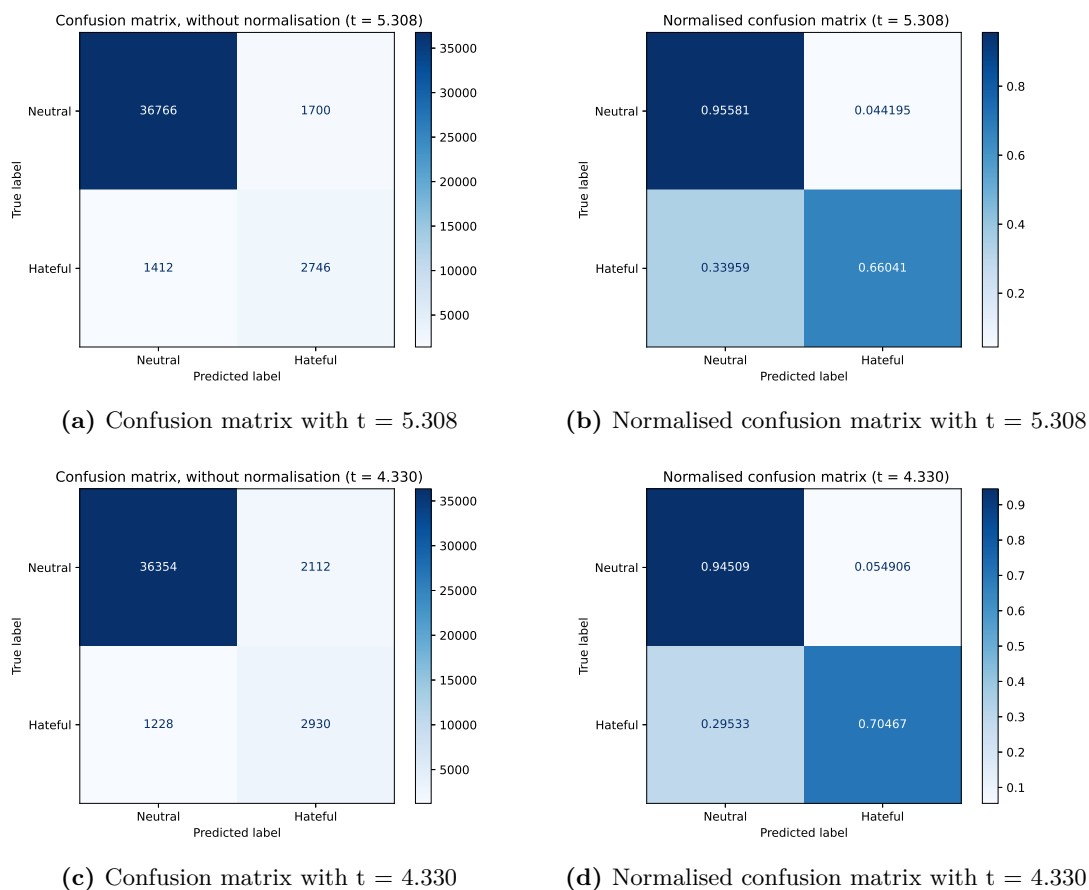 Confusion matrix, without normalisation (t = 5.308)
Neutral
Hateful
True label
36766
1700
1412
2746
Neutral
Hateful
Predicted label
35000
30000
25000
20000
15000
10000
5000
(a) Confusion matrix with t = 5.308
Normalised confusion matrix (t = 5.308)
Neutral
Hateful
True label
0.95581
0.044195
0.33959
0.66041
Neutral
Hateful
Predicted label
0.8
0.6
0.4
0.2
(b) Normalised confusion matrix with t = 5.308
Confusion matrix, without normalisation (t = 4.330)
Neutral
Hateful
True label
36354
2112
1228
2930
Neutral
Hateful
Predicted label
35000
30000
25000
20000
15000
10000
5000
(c) Confusion matrix with t = 4.330
Normalised confusion matrix (t = 4.330)
Neutral
Hateful
True label
0.94509
0.054906
0.29533
0.70467
Neutral
Hateful
Predicted label
0.9
0.8
0.7
0.6
0.5
0.4
0.3
0.2
0.1
(d) Normalised confusion matrix with t = 4.330